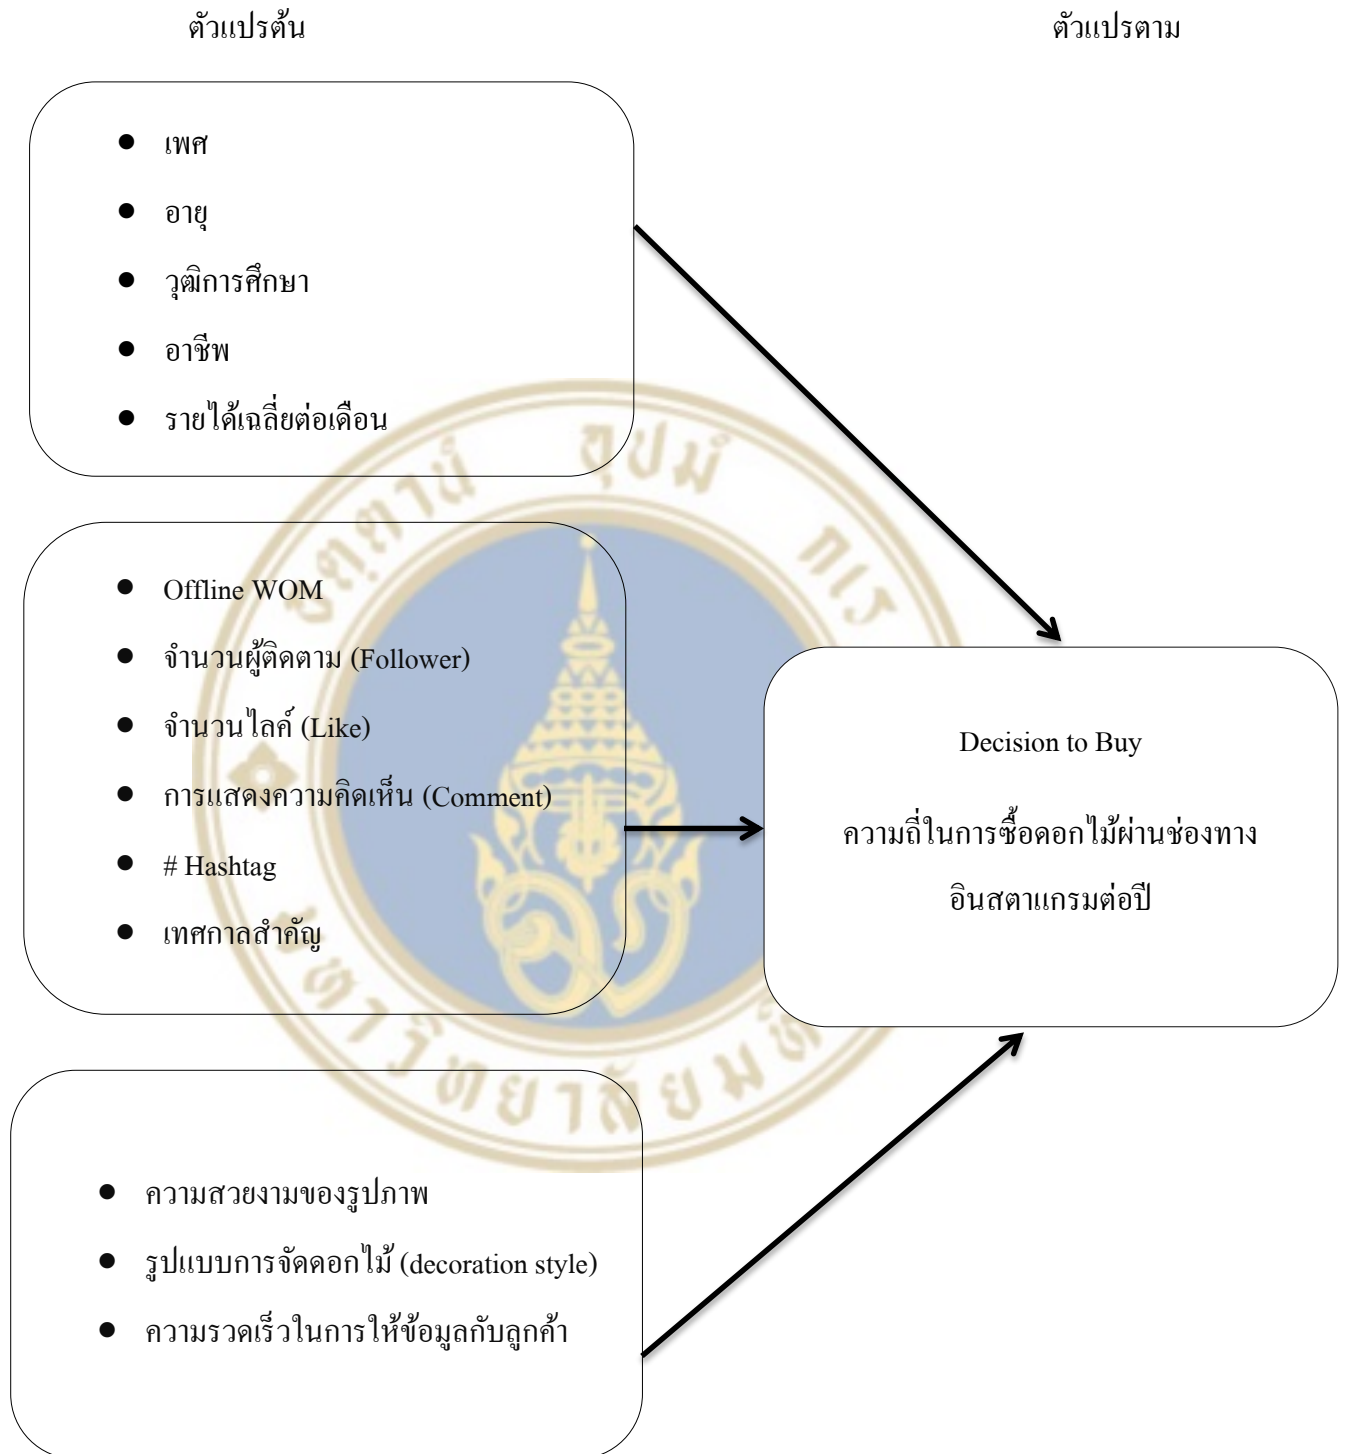 ตัวแปรต้น
ตัวแปรตาม
เพศ
อายุ
วุฒิการศึกษา
อาชีพ
รายได้เฉลี่ยต่อเดือน
Offline WOM
จำนวนผู้ติดตาม (Follower)
จำนวนไลค์ (Like)
การแสดงความคิดเห็น (Comment)
# Hashtag
เทศกาลสำคัญ
Decision to Buy
ความถี่ในการซื้อดอกไม้ผ่านช่องทาง
อินสตาแกรมต่อปี
ความสวยงามของรูปภาพ
รูปแบบการจัดดอกไม้ (decoration style)
ความรวดเร็วในการให้ข้อมูลกับลูกค้า